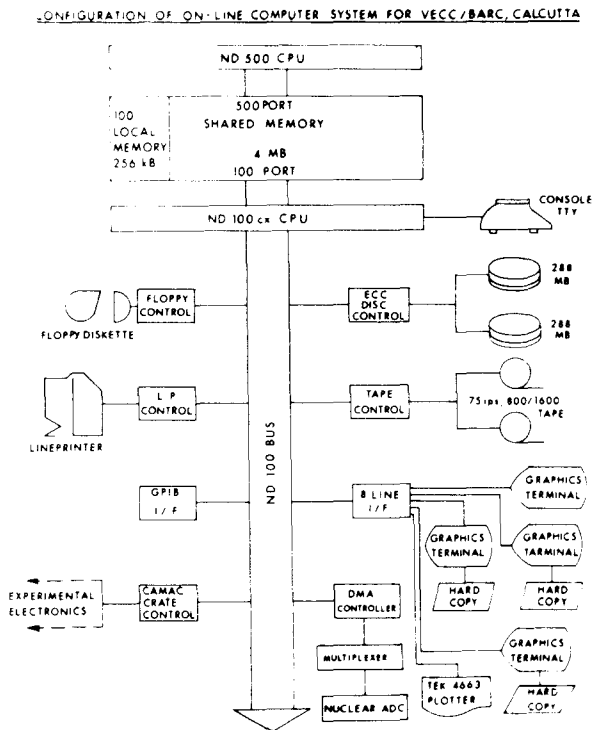 CONFIGURATION OF ON-LINE COMPUTER SYSTEM FOR VECC/BARC, CALCUTTA
ND 500 CPU
500 PORT
SHARED MEMORY
4 MB
100 PORT
100
LOCAL
MEMORY
256 kB
ND 100 cx CPU
CONSOLE
TTY
FLOPPY
CONTROL
FLOPPY DISKETTE
ECC
DISC
CONTROL
288
MB
288
MB
L P
CONTROL
LINEPRINTER
TAPE
CONTROL
75 ips, 800/1600
TAPE
ND 100 BUS
GPIB
I/F
8 LINE
I/F
GRAPHICS
TERMINAL
GRAPHICS
TERMINAL
GRAPHICS
TARMINAL
HARD
COPY
HARD
COPY
EXPERIMENTAL
ELECTRONICS
CAMAC
CRATE
CONTROL
DMA
CONTROLLER
MULTIPLEXER
NUCLEAR ADC
TEK 4663
PLOTTER
GRAPHICS
TERMINAL
HARD
COPY